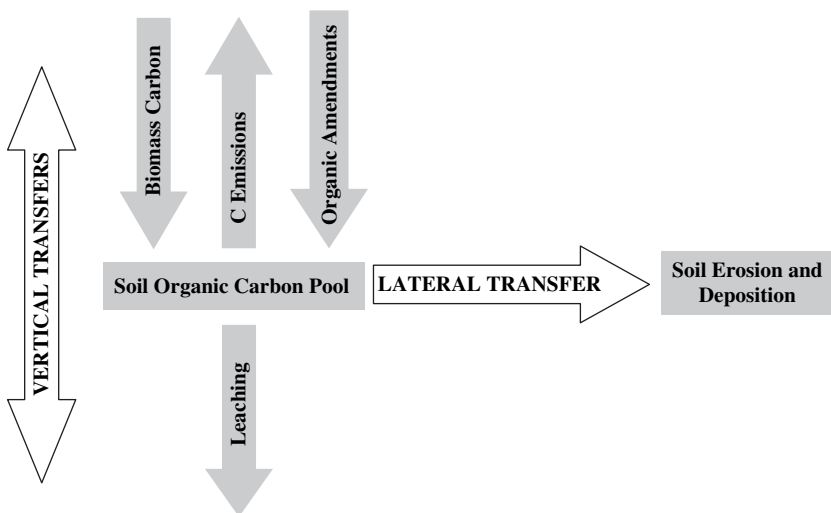 VERTICAL TRANSFERS
Biomass Carbon
C Emissions
Organic Amendments
Soil Organic Carbon Pool
LATERAL TRANSFER
Soil Erosion and
Deposition
Leaching